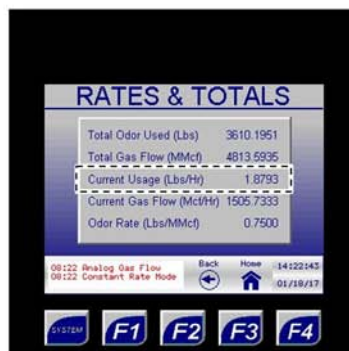 RATES & TOTALS
Total Odor Used (Lbs) 3610.1951
Total Gas Flow (MMcf) 4813.5935
Current Usage (Lbs/Hr) 1.8793
Current Gas Flow (Mcf/Hr) 1505.7333
Odor Rate (Lbs/MMcf) 0.7500
08:22 Analog Gas Flow
08:22 Constant Rate Mode
Back
Home
14:22:43
01/18/17
SYSTEM
F1
F2
F3
F4